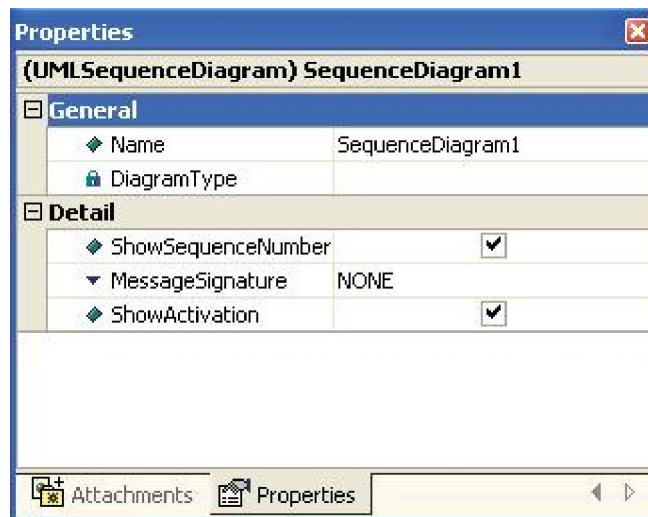 Properties
(UMLSequenceDiagram) SequenceDiagram1
General
Name SequenceDiagram1
DiagramType
Detail
ShowSequenceNumber
MessageSignature NONE
ShowActivation
Attachments Properties